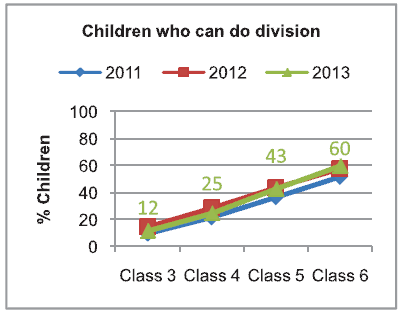 Children who can do division
2011 2012 2013
% Children
100
80
60
40
20
0
12
25
43
60
Class 3 Class 4 Class 5 Class 6